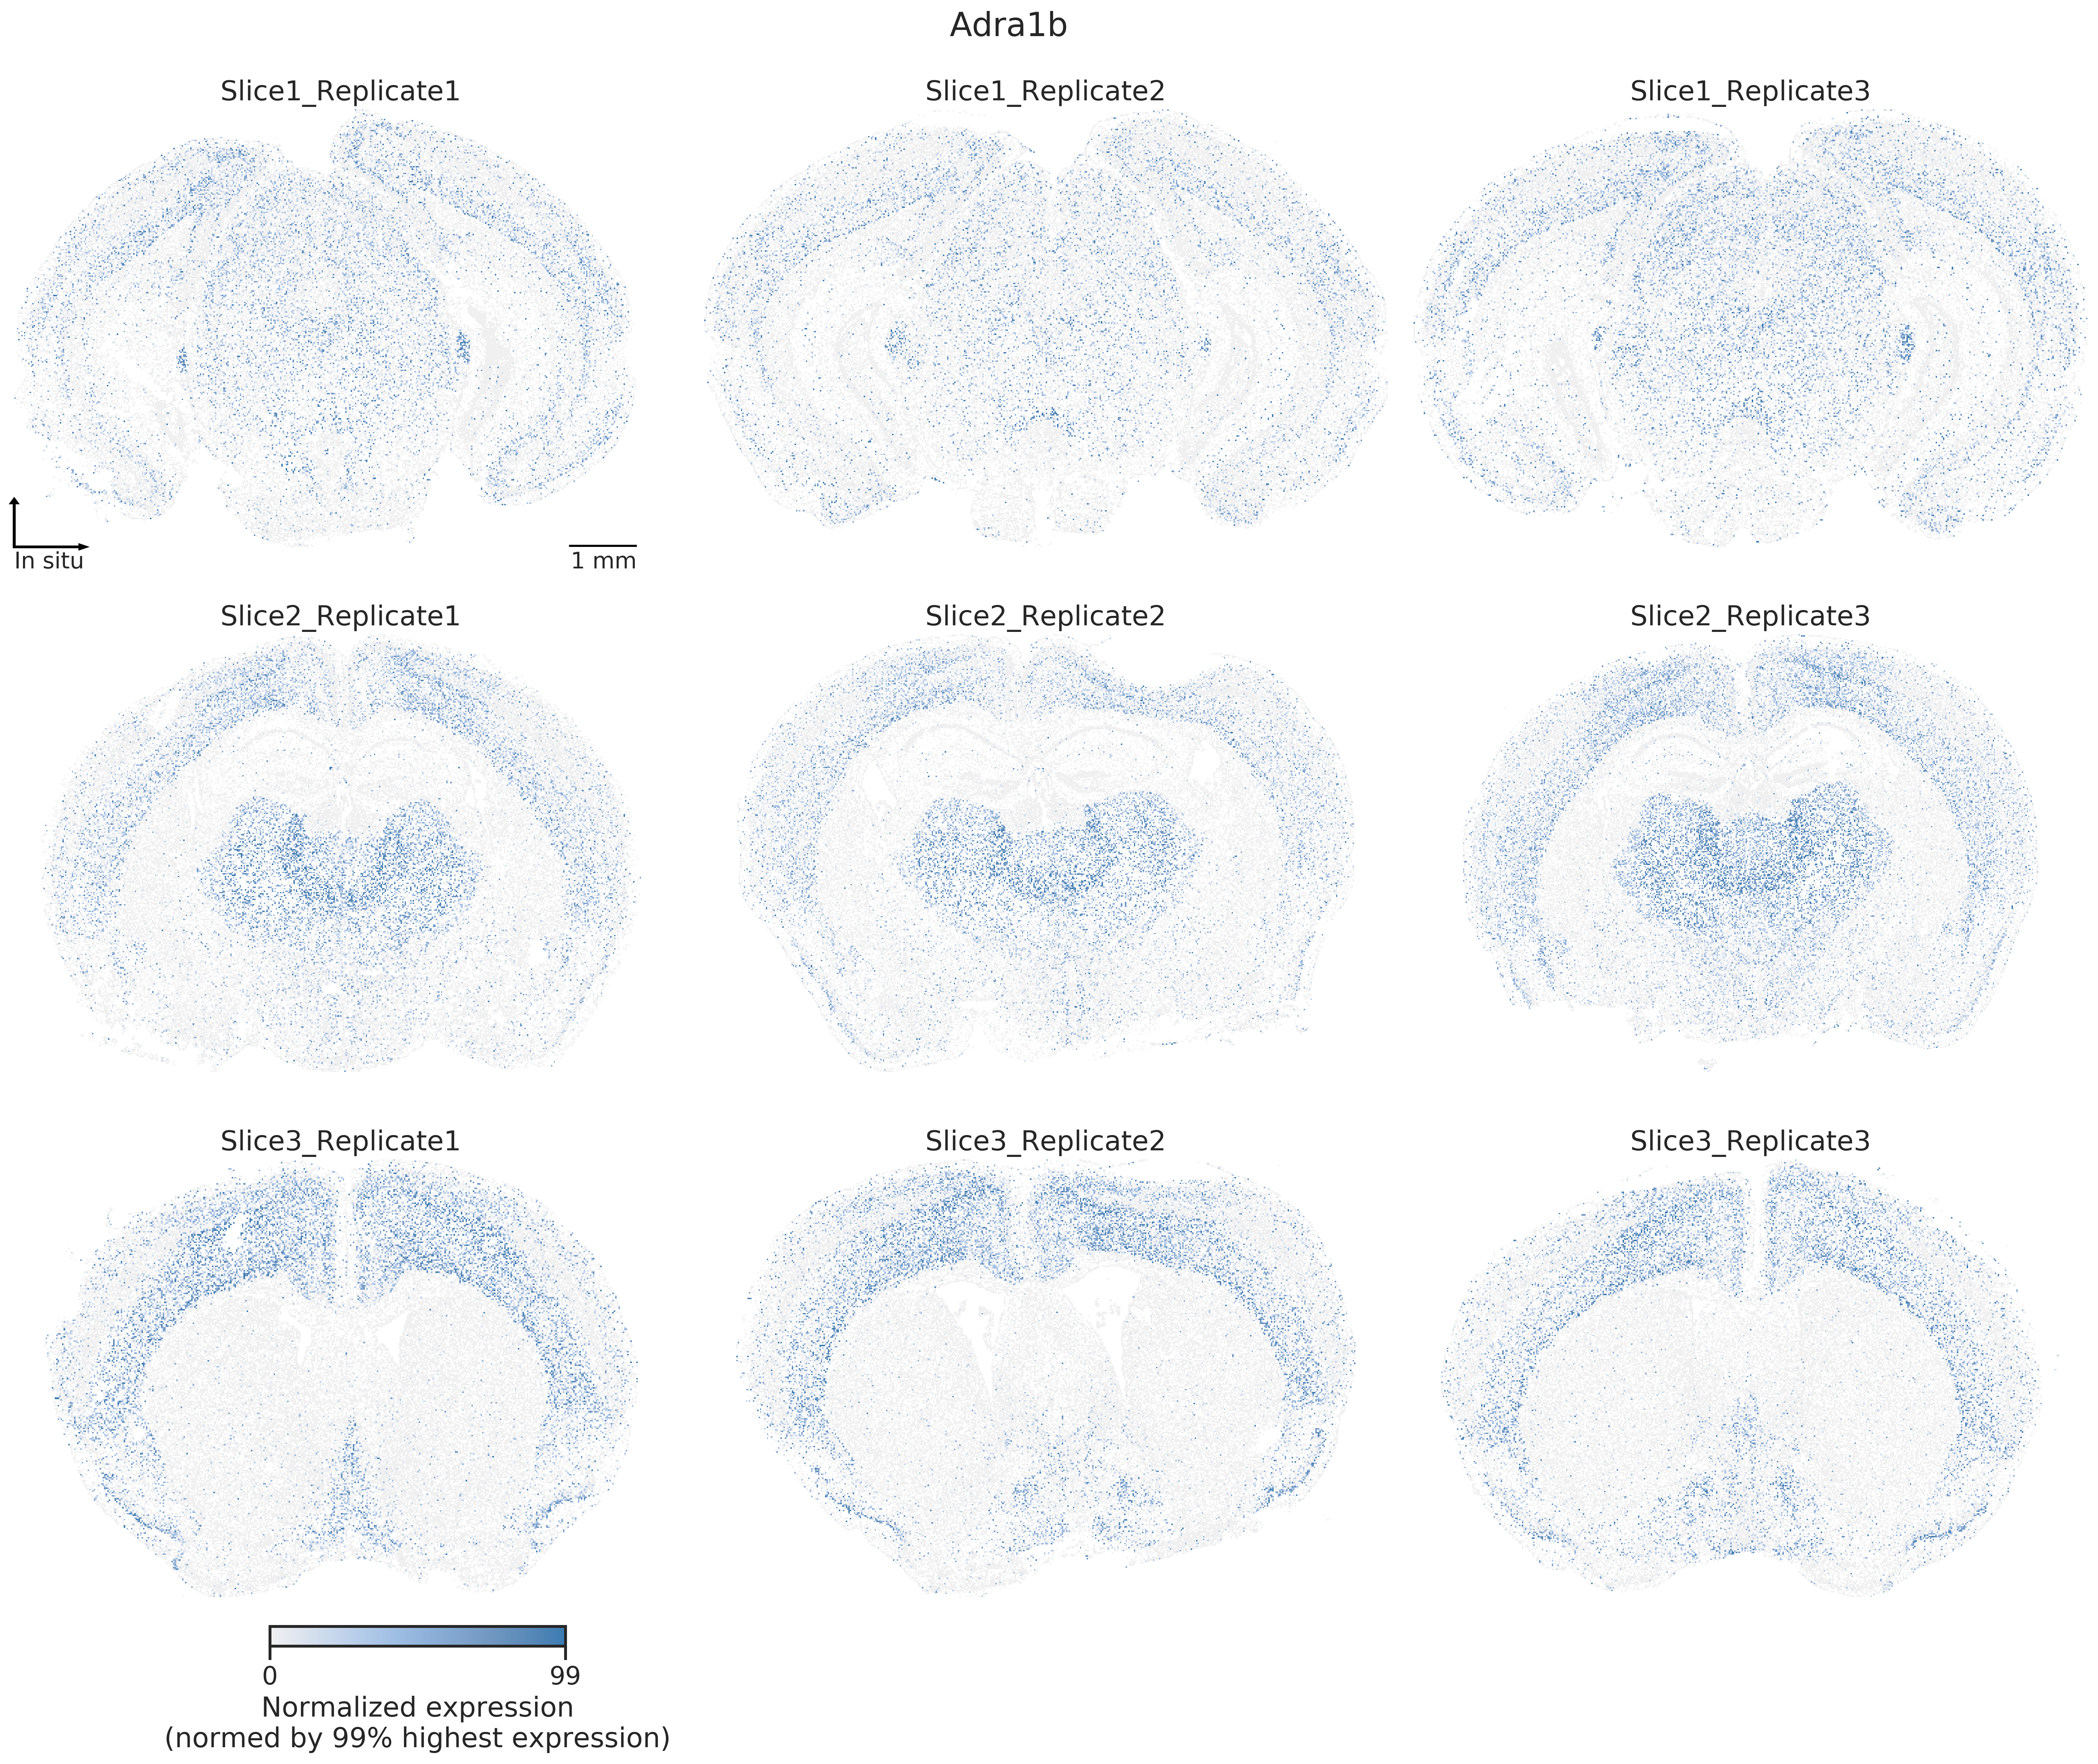 Adra1b
Slice1_Replicate1
Slice1_Replicate2
Slice1_Replicate3
In situ
1 mm
Slice2_Replicate1
Slice2_Replicate2
Slice2_Replicate3
Slice3_Replicate1
Slice3_Replicate2
Slice3_Replicate3
0
99
Normalized expression
(normed by 99% highest expression)